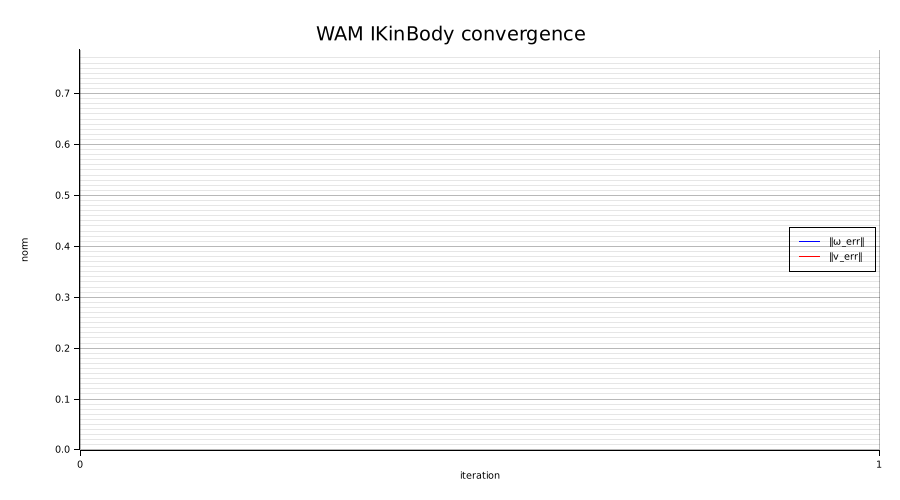 WAM IKinBody convergence
0.7
0.6
0.5
0.4
0.3
0.2
0.1
0.0
norm
‖ω_err‖
‖v_err‖
0
1
iteration